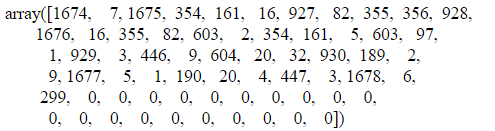 array([1674, 7, 1675, 354, 161, 16, 927, 82, 355, 356, 928,
1676, 16, 355, 82, 603, 2, 354, 161, 5, 603, 97,
1, 929, 3, 446, 9, 604, 20, 32, 930, 189, 2,
9, 1677, 5, 1, 190, 20, 4, 447, 3, 1678, 6,
299, 0, 0, 0, 0, 0, 0, 0, 0, 0, 0,
0, 0, 0, 0, 0, 0, 0, 0, 0, 0])